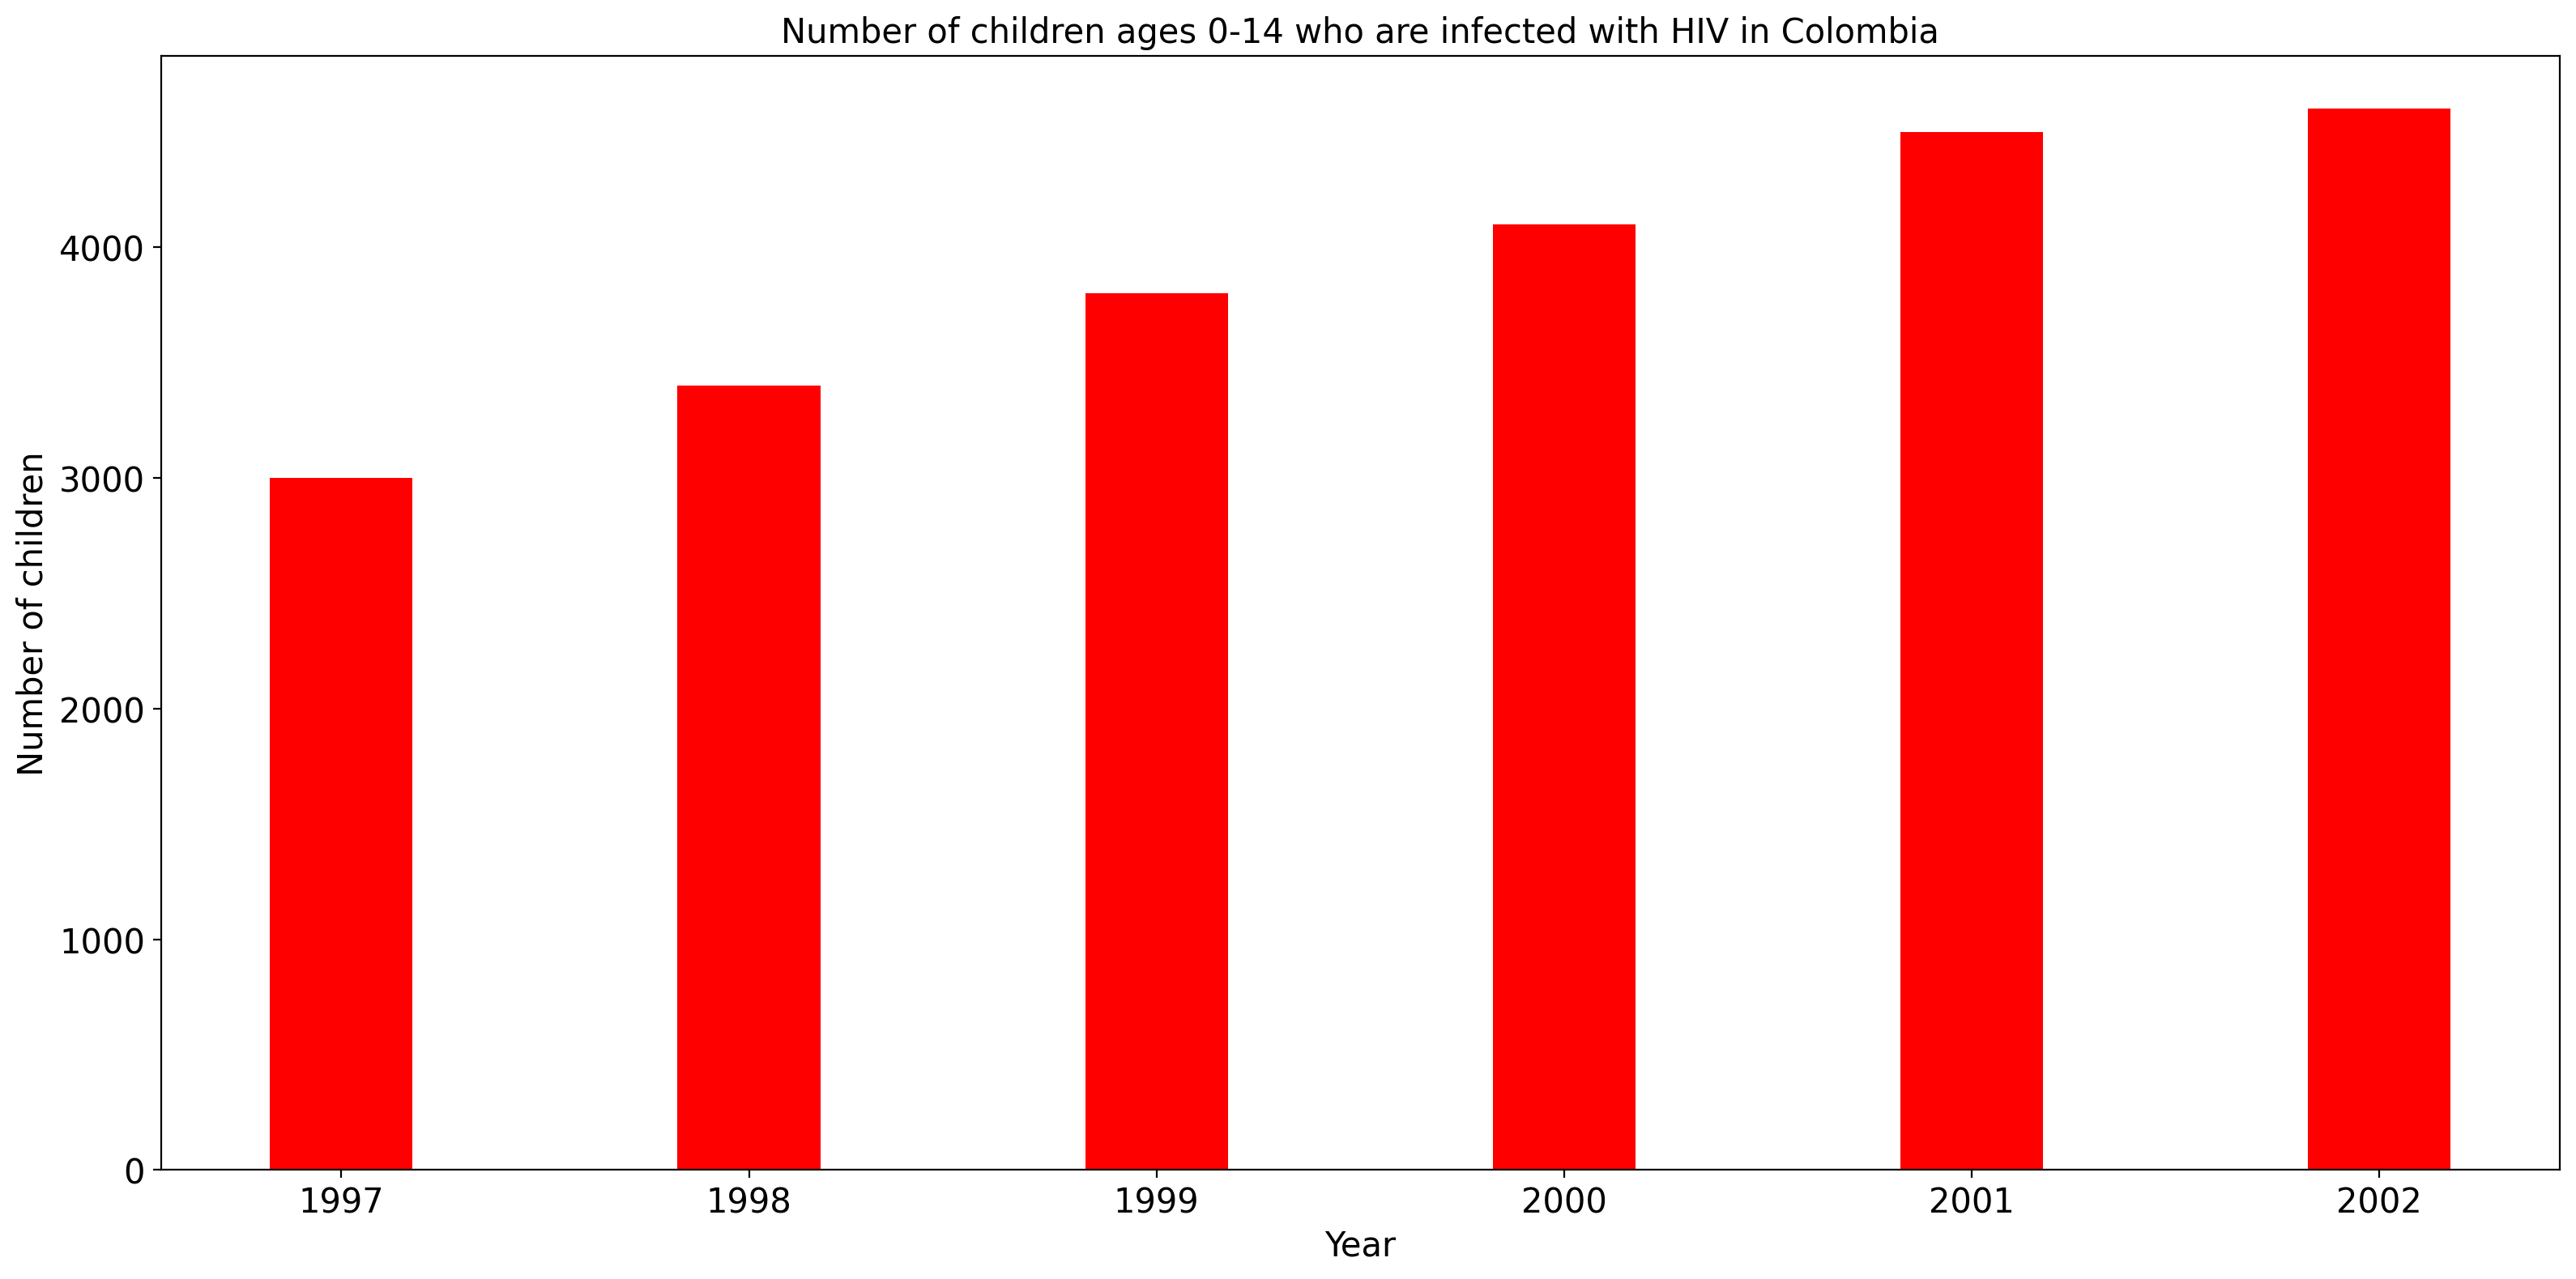 Number of children ages 0-14 who are infected with HIV in Colombia
Number of children
4000
3000
2000
1000
0
1997 1998 1999 2000 2001 2002
Year